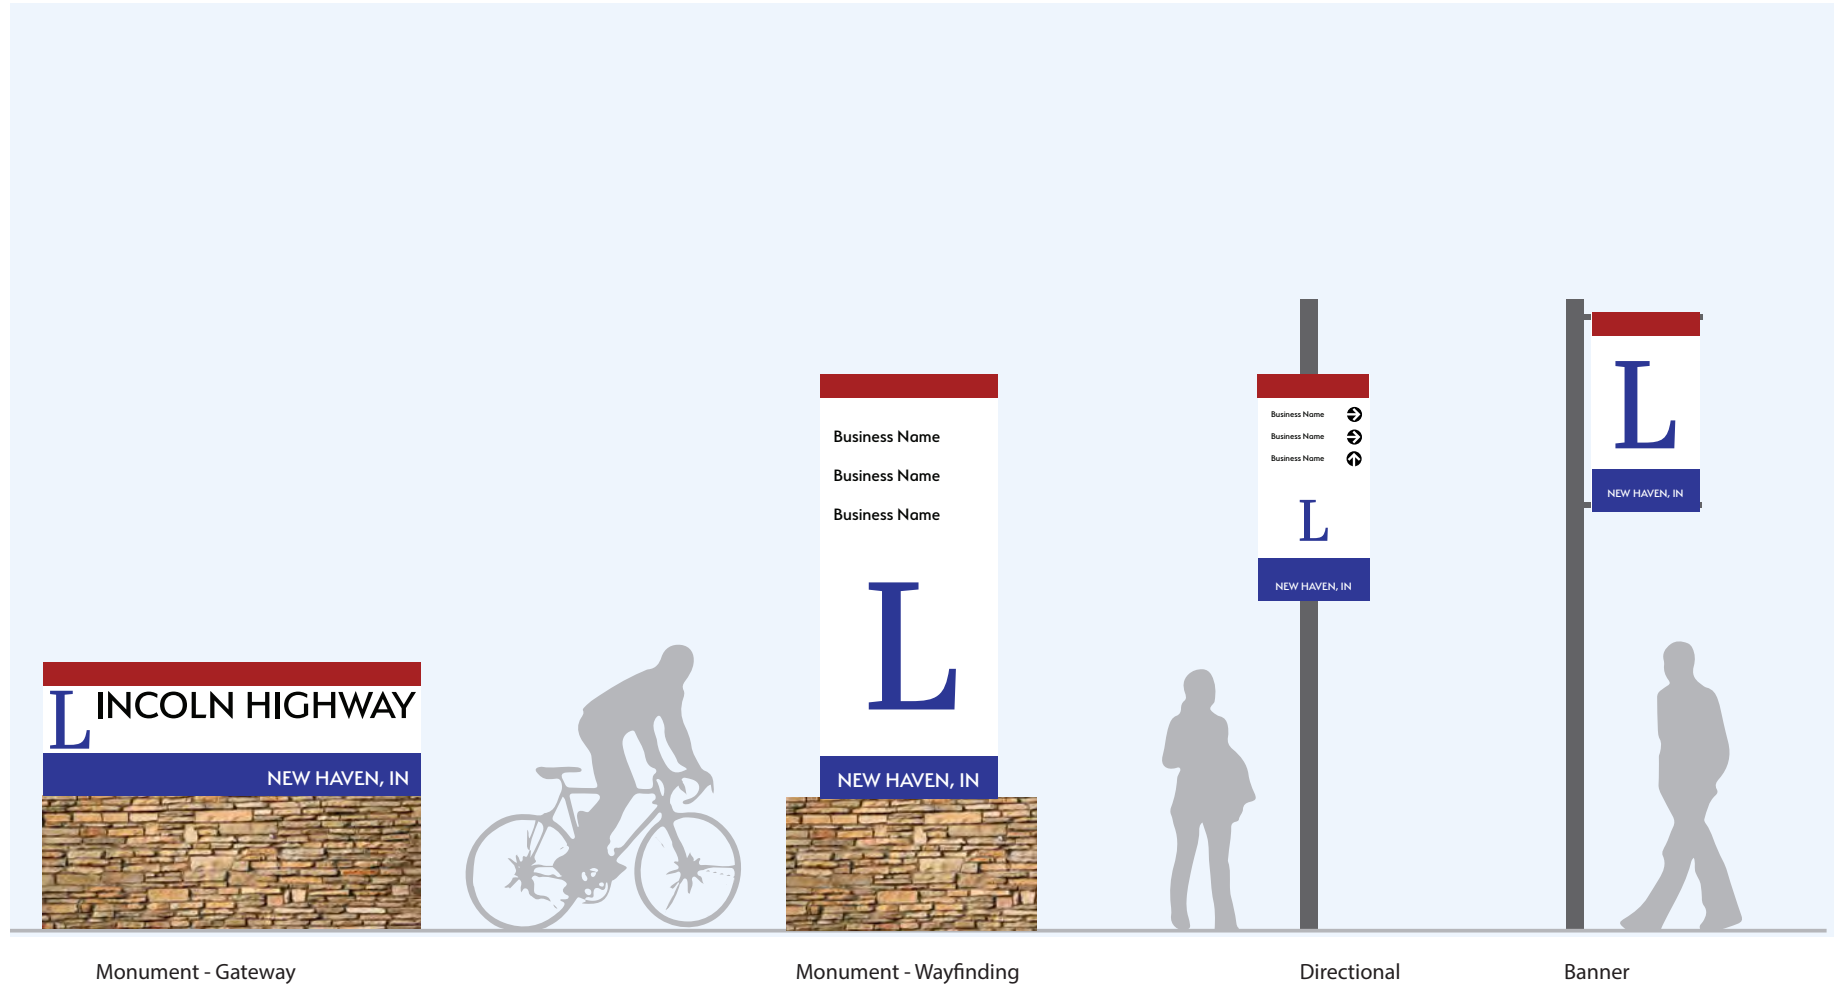 LINCOLN HIGHWAY
NEW HAVEN, IN
Business Name
Business Name
Business Name
L
NEW HAVEN, IN
Business Name
Business Name
Business Name
L
NEW HAVEN, IN
L
NEW HAVEN, IN
Monument - Gateway
Monument - Wayfinding
Directional
Banner